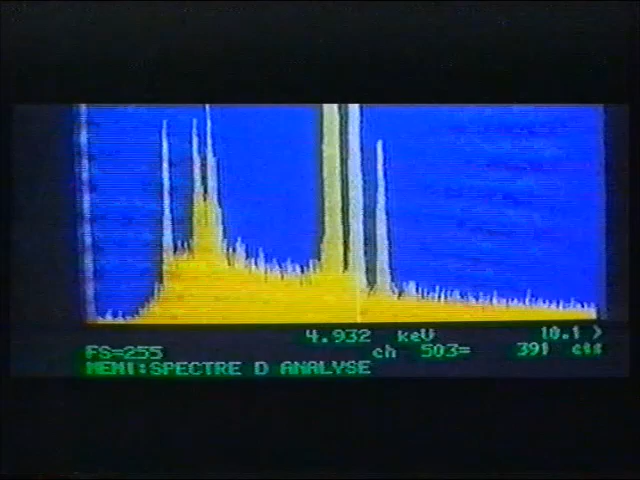 4.932 keV 10.1 >
FS=255 ch 503= 391 cts
MEM1:SPECTRE D ANALYSE